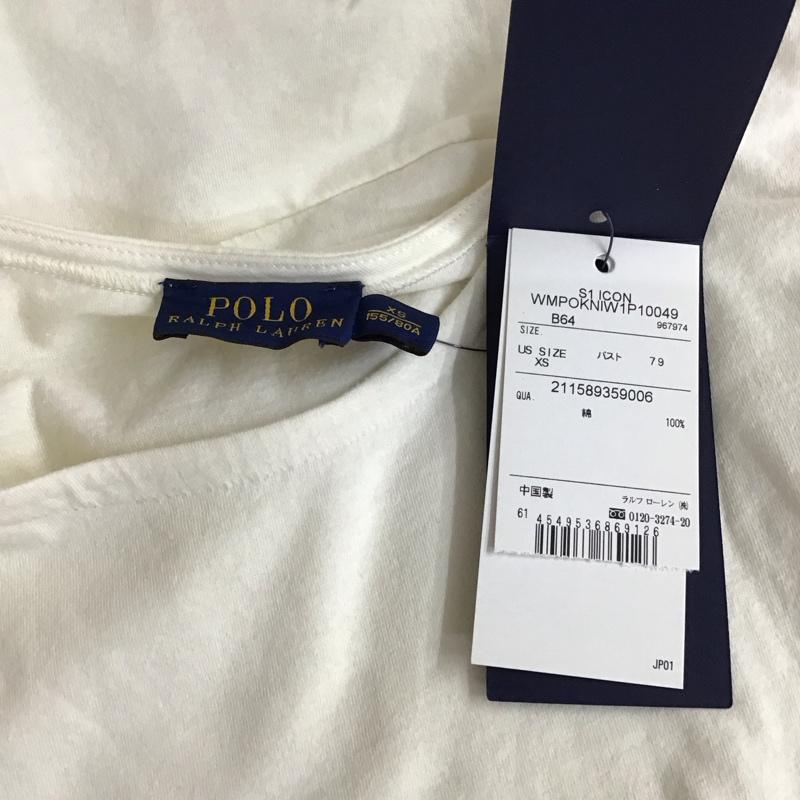 POLO
RALPH LAUREN
XS
155/80A
S1 ICON
WMPOKNIW1P10049
B64
967974
SIZE.
US SIZE バスト 79
XS
QUA. 211589359006
綿
100%
中国製
ラルフ ローレン ㈱
61 0120-3274-20
4549536869126
JP01